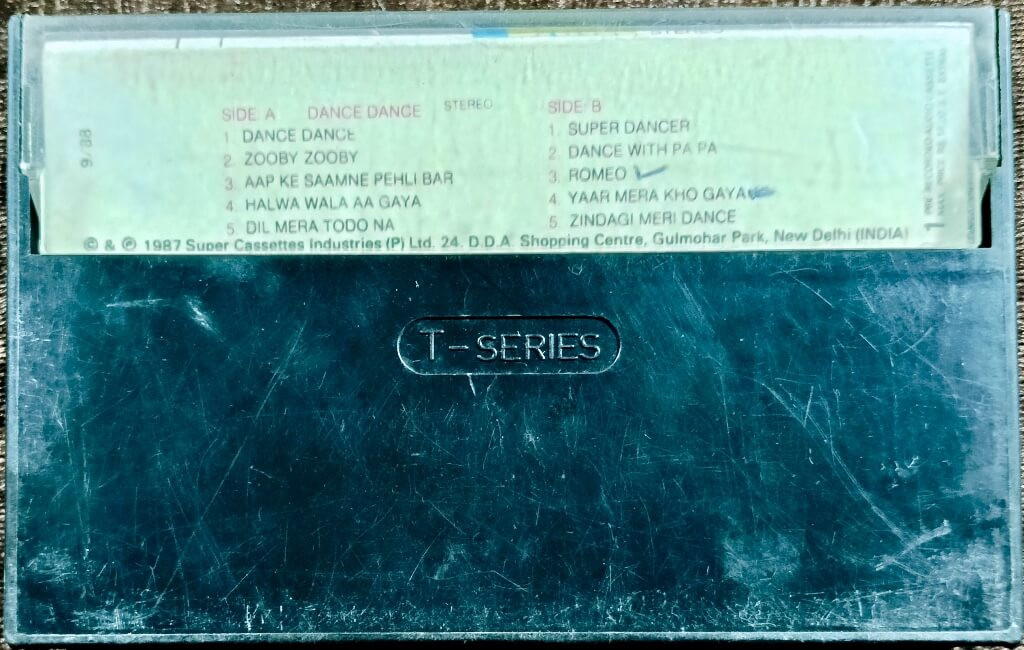 STEREO
SIDE: A DANCE DANCE STEREO
1. DANCE DANCE
2. ZOOBY ZOOBY
3. AAP KE SAAMNE PEHLI BAR
4. HALWA WALA AA GAYA
5. DIL MERA TODO NA
SIDE: B
1. SUPER DANCER
2. DANCE WITH PA PA
3. ROMEO
4. YAAR MERA KHO GAYA
5. ZINDAGI MERI DANCE
© & ℗ 1987 Super Cassettes Industries (P) Ltd. 24, D.D.A. Shopping Centre, Gulmohar Park, New Delhi (INDIA)
9/88
1
T-SERIES